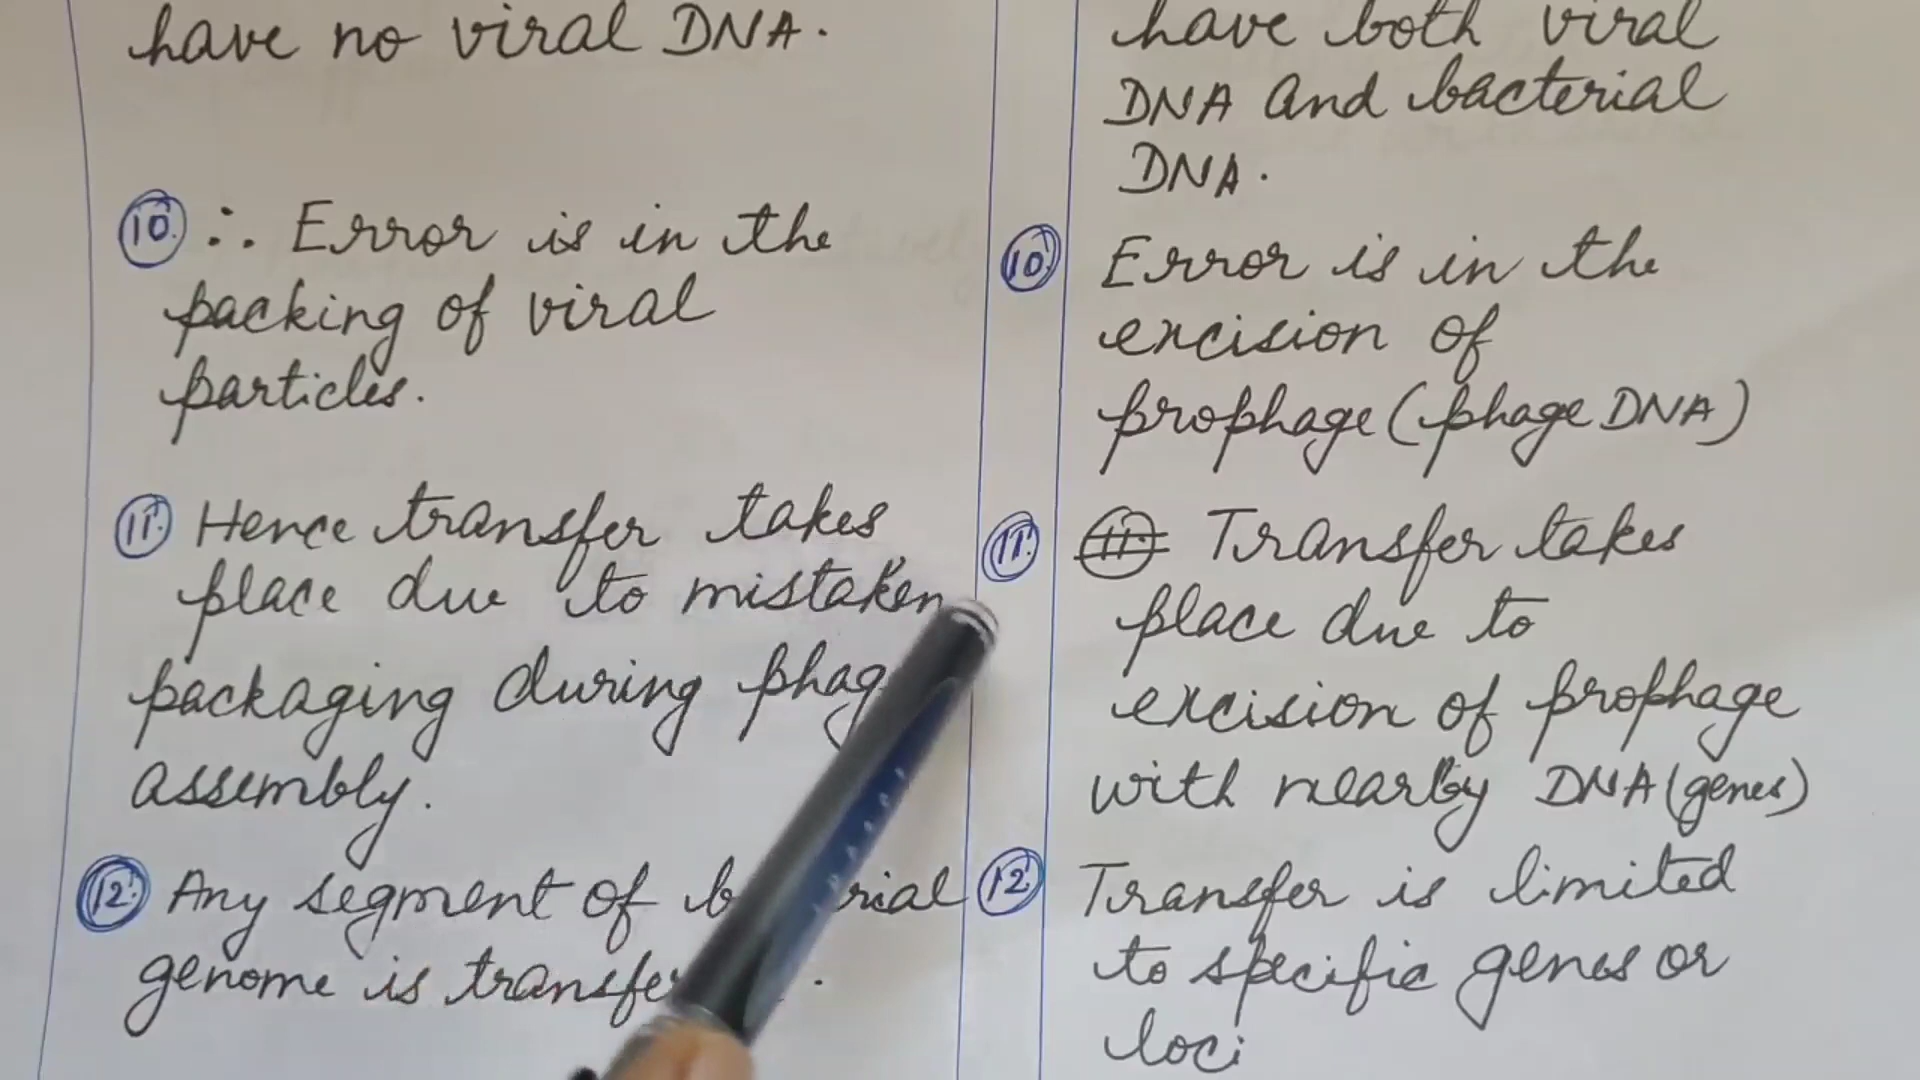 have no viral DNA.
10. ∴ Error is in the
packing of viral
particles.
11. Hence transfer takes
place due to mistaken
packaging during
assembly.
12. Any segment of
genome is
have both viral
DNA and bacterial
DNA.
10. Error is in the
excision of
prophage (phage DNA)
11. Transfer takes
place due to
excision of prophage
with nearby DNA (genes)
12. Transfer is limited
to specific genes or
loci